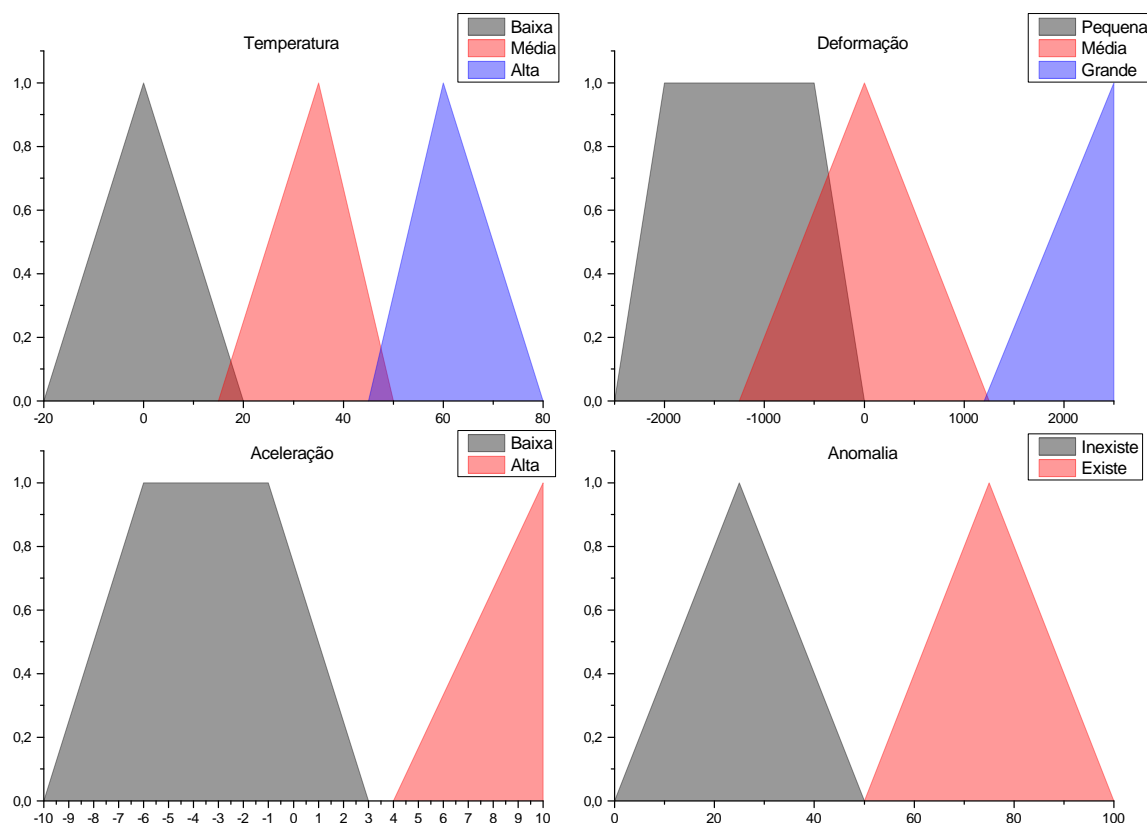 Temperatura
Baixa
Média
Alta
1,0
0,8
0,6
0,4
0,2
0,0
-20 0 20 40 60 80
Deformação
Pequena
Média
Grande
1,0
0,8
0,6
0,4
0,2
0,0
-2000 -1000 0 1000 2000
Aceleração
Baixa
Alta
1,0
0,8
0,6
0,4
0,2
0,0
-10 -9 -8 -7 -6 -5 -4 -3 -2 -1 0 1 2 3 4 5 6 7 8 9 10
Anomalia
Inexiste
Existe
1,0
0,8
0,6
0,4
0,2
0,0
0 20 40 60 80 100